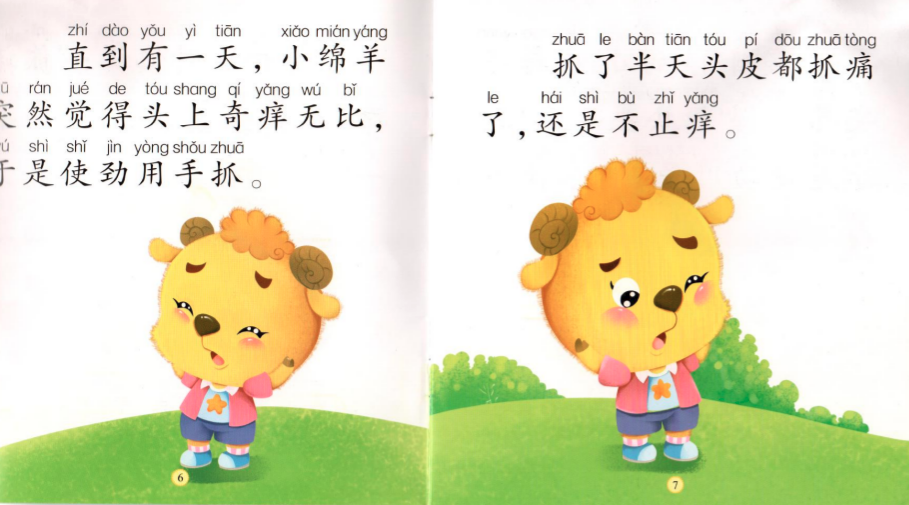 zhí dào yǒu yì tiān xiǎo mián yáng
直到有一天，小绵羊
rán jué de tóu shang qí yǎng wú bǐ
突然觉得头上奇痒无比，
shì shǐ jìn yòng shǒu zhuā
于是使劲用手抓。
6
zhuā le bàn tiān tóu pí dōu zhuā tòng
抓了半天头皮都抓痛
le hái shì bù zhǐ yǎng
了，还是不止痒。
7